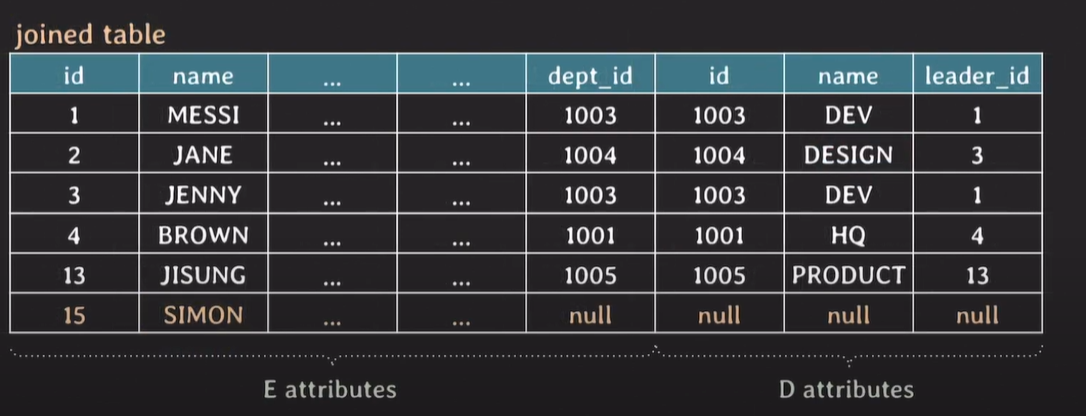 joined table
id name ... ... dept_id id name leader_id
1 MESSI ... ... 1003 1003 DEV 1
2 JANE ... ... 1004 1004 DESIGN 3
3 JENNY ... ... 1003 1003 DEV 1
4 BROWN ... ... 1001 1001 HQ 4
13 JISUNG ... ... 1005 1005 PRODUCT 13
15 SIMON ... ... null null null null
E attributes D attributes